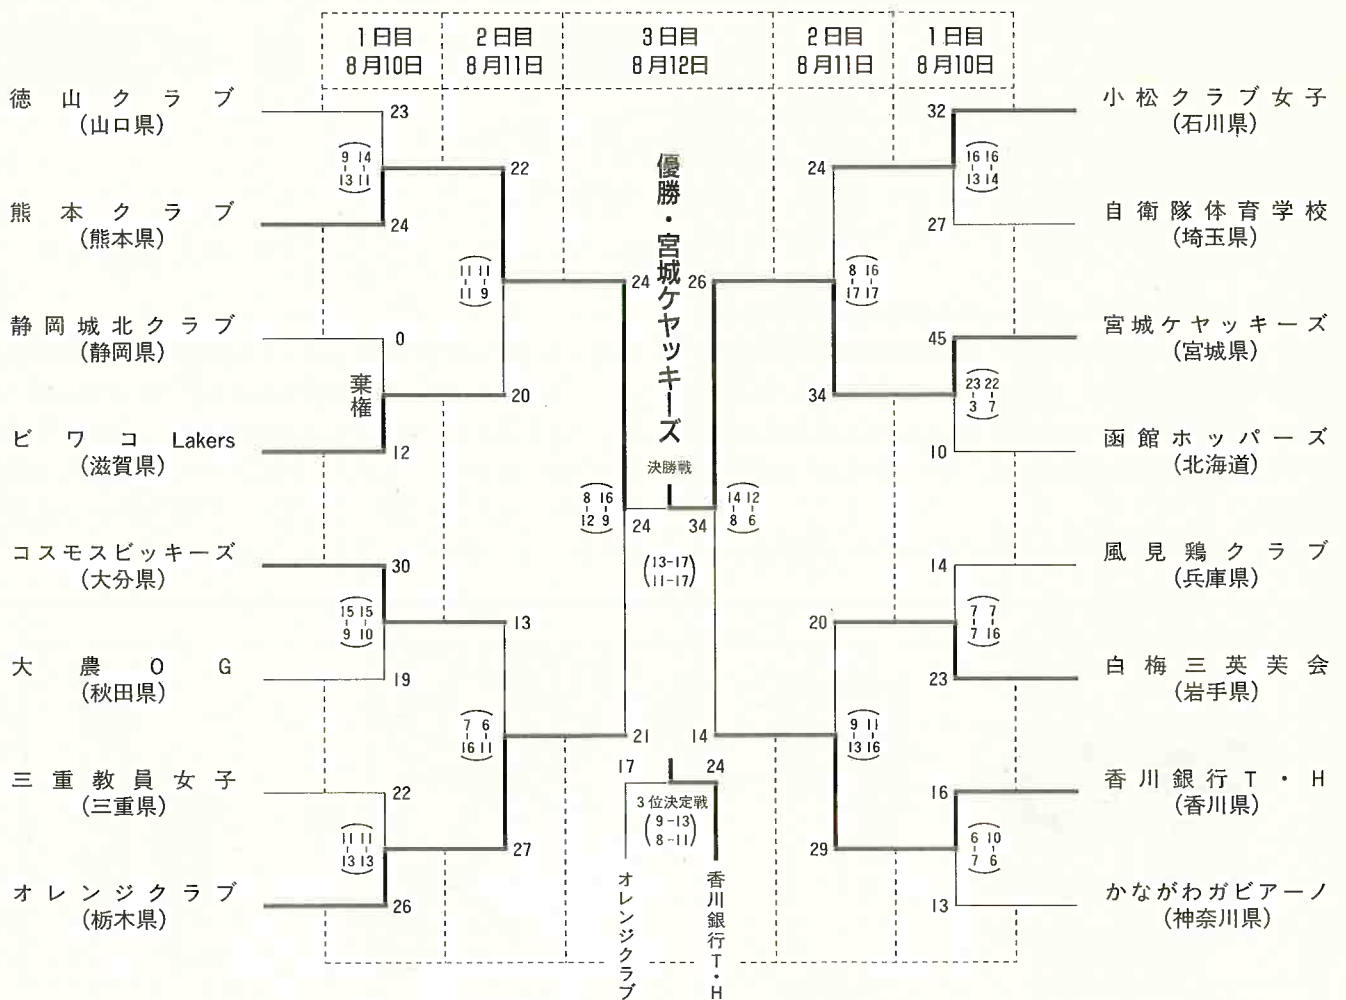 1日目 2日目 3日目 2日目 1日目
8月10日 8月11日 8月12日 8月11日 8月10日
徳山クラブ
(山口県)
23
9 14
13 11
22
熊本クラブ
(熊本県)
24
11 11
11 9
24
静岡城北クラブ
(静岡県)
0
棄権
20
ビワコ Lakers
(滋賀県)
12
8 16
12 9
コスモスビッキーズ
(大分県)
30
15 15
9 10
13
大農OG
(秋田県)
19
7 6
16 11
21
三重教員女子
(三重県)
22
11 11
13 13
27
オレンジクラブ
(栃木県)
26
優勝・宮城ケヤッキーズ
決勝戦
24 34
(13-17
11-17)
17 24
3位決定戦
(9-13
8-11)
オレンジクラブ
香川銀行T・H
小松クラブ女子
(石川県)
32
16 16
13 14
24
自衛隊体育学校
(埼玉県)
27
8 16
17 17
26
宮城ケヤッキーズ
(宮城県)
45
23 22
3 7
34
函館ホッパーズ
(北海道)
10
14 12
8 6
風見鶏クラブ
(兵庫県)
14
7 7
7 16
20
白梅三英芙会
(岩手県)
23
9 11
13 16
14
香川銀行T・H
(香川県)
16
6 10
7 6
29
かながわガビアーノ
(神奈川県)
13